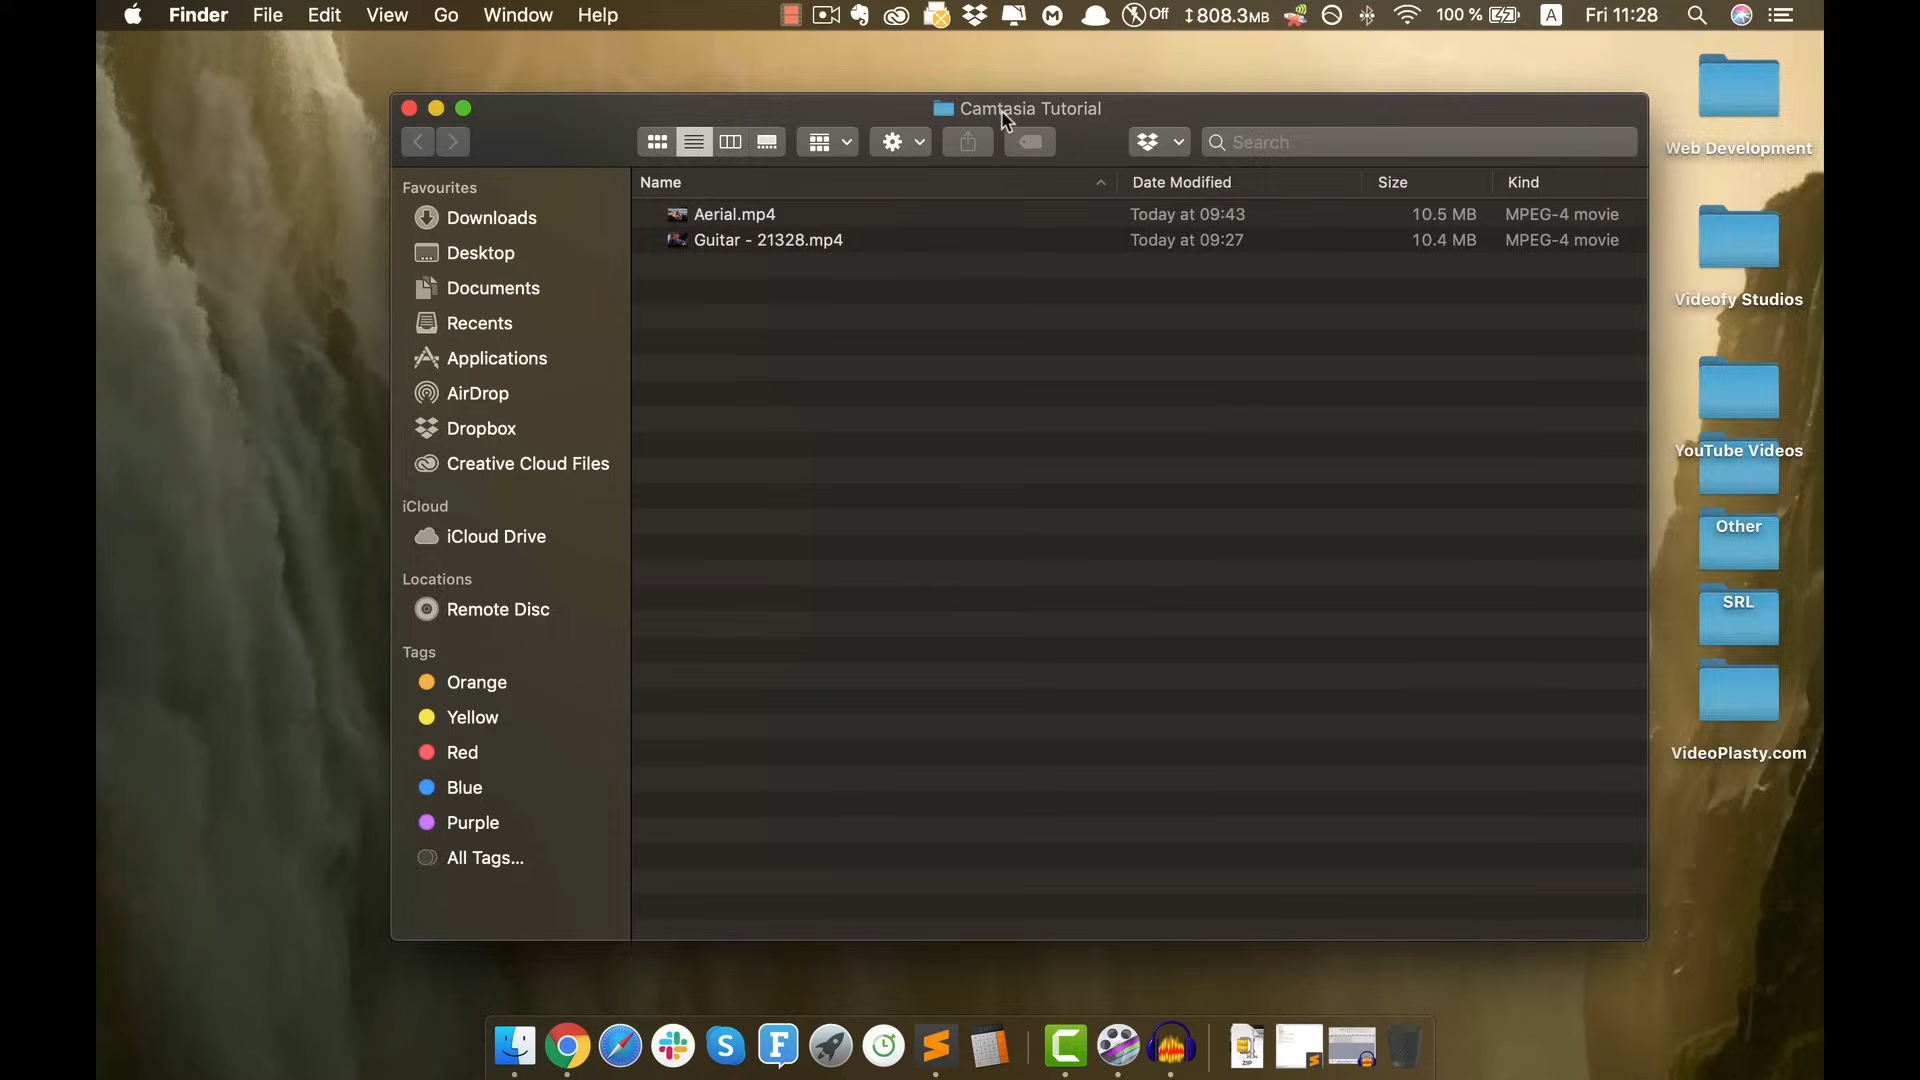 Finder File Edit View Go Window Help Off 808.3MB 100 % A Fri 11:28
Camtasia Tutorial
Search
Favourites
Downloads
Desktop
Documents
Recents
Applications
AirDrop
Dropbox
Creative Cloud Files
iCloud
iCloud Drive
Locations
Remote Disc
Tags
Orange
Yellow
Red
Blue
Purple
All Tags...
Name Date Modified Size Kind
Aerial.mp4 Today at 09:43 10.5 MB MPEG-4 movie
Guitar - 21328.mp4 Today at 09:27 10.4 MB MPEG-4 movie
Web Development
Videofy Studios
YouTube Videos
Other
SRL
VideoPlasty.com
ZIP